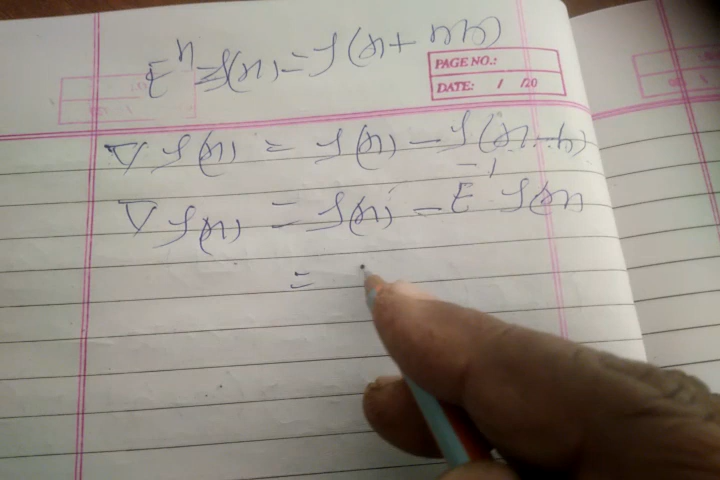 Eⁿ f(x) = f(x + nh)
PAGE NO.:
DATE: / /20
∇ f(x) = f(x) - f(x - h)
∇ f(x) = f(x) - E⁻¹ f(x)
=